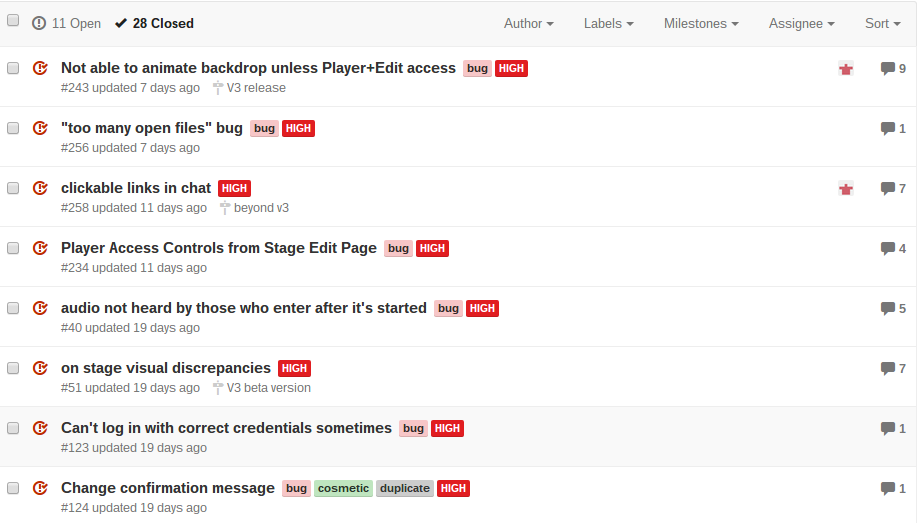 11 Open 28 Closed Author Labels Milestones Assignee Sort
Not able to animate backdrop unless Player+Edit access bug HIGH 9
#243 updated 7 days ago V3 release
"too many open files" bug bug HIGH 1
#256 updated 7 days ago
clickable links in chat HIGH 7
#258 updated 11 days ago beyond v3
Player Access Controls from Stage Edit Page bug HIGH 4
#234 updated 11 days ago
audio not heard by those who enter after it's started bug HIGH 5
#40 updated 19 days ago
on stage visual discrepancies HIGH 7
#51 updated 19 days ago V3 beta version
Can't log in with correct credentials sometimes bug HIGH 1
#123 updated 19 days ago
Change confirmation message bug cosmetic duplicate HIGH 1
#124 updated 19 days ago